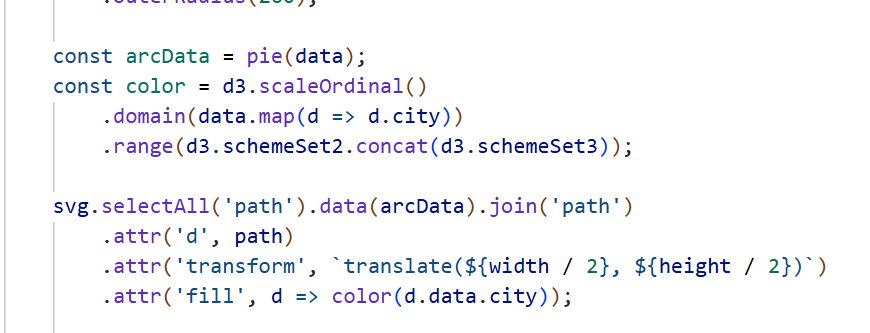 const arcData = pie(data);
const color = d3.scaleOrdinal()
.domain(data.map(d => d.city))
.range(d3.schemeSet2.concat(d3.schemeSet3));
svg.selectAll('path').data(arcData).join('path')
.attr('d', path)
.attr('transform', `translate(${width / 2}, ${height / 2})`)
.attr('fill', d => color(d.data.city));